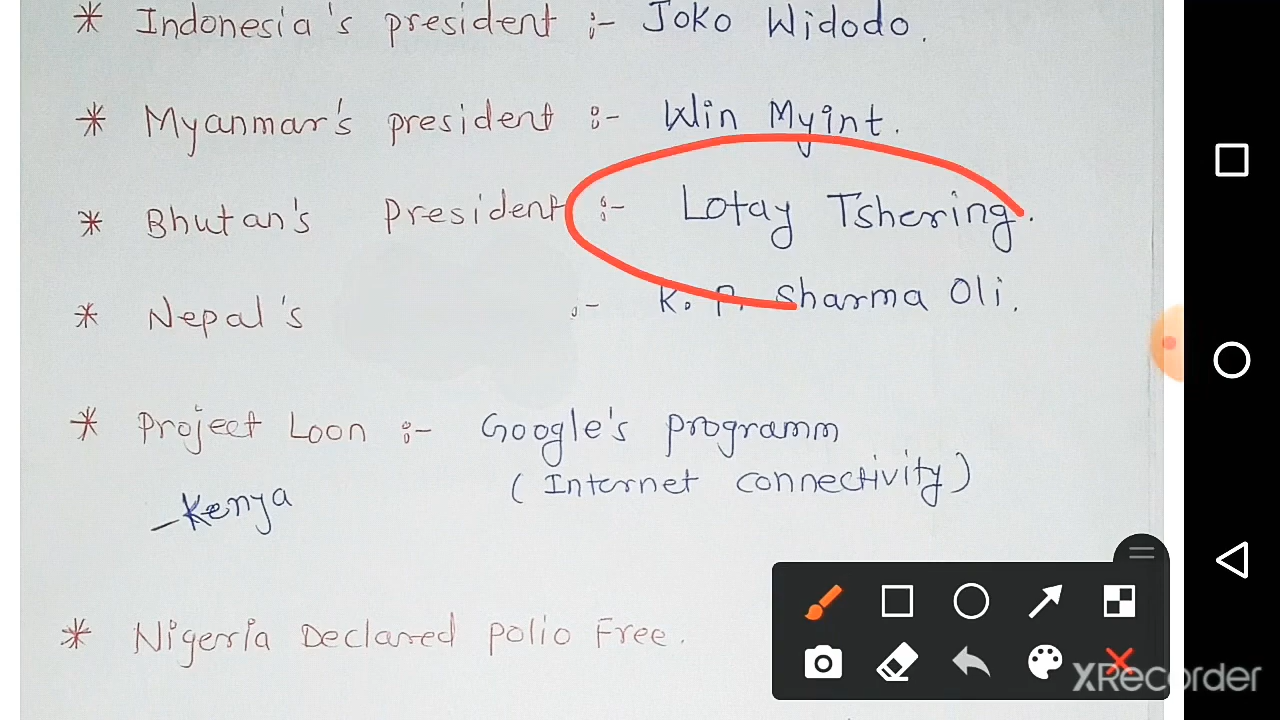 * Indonesia's president :- Joko Widodo.
* Myanmar's president :- Win Myint.
* Bhutan's President :- Lotay Tshering.
* Nepal's :- K. P. Sharma Oli.
* Project Loon :- Google's programm
( Internet connectivity )
- Kenya
* Nigeria Declared polio Free.
XRecorder